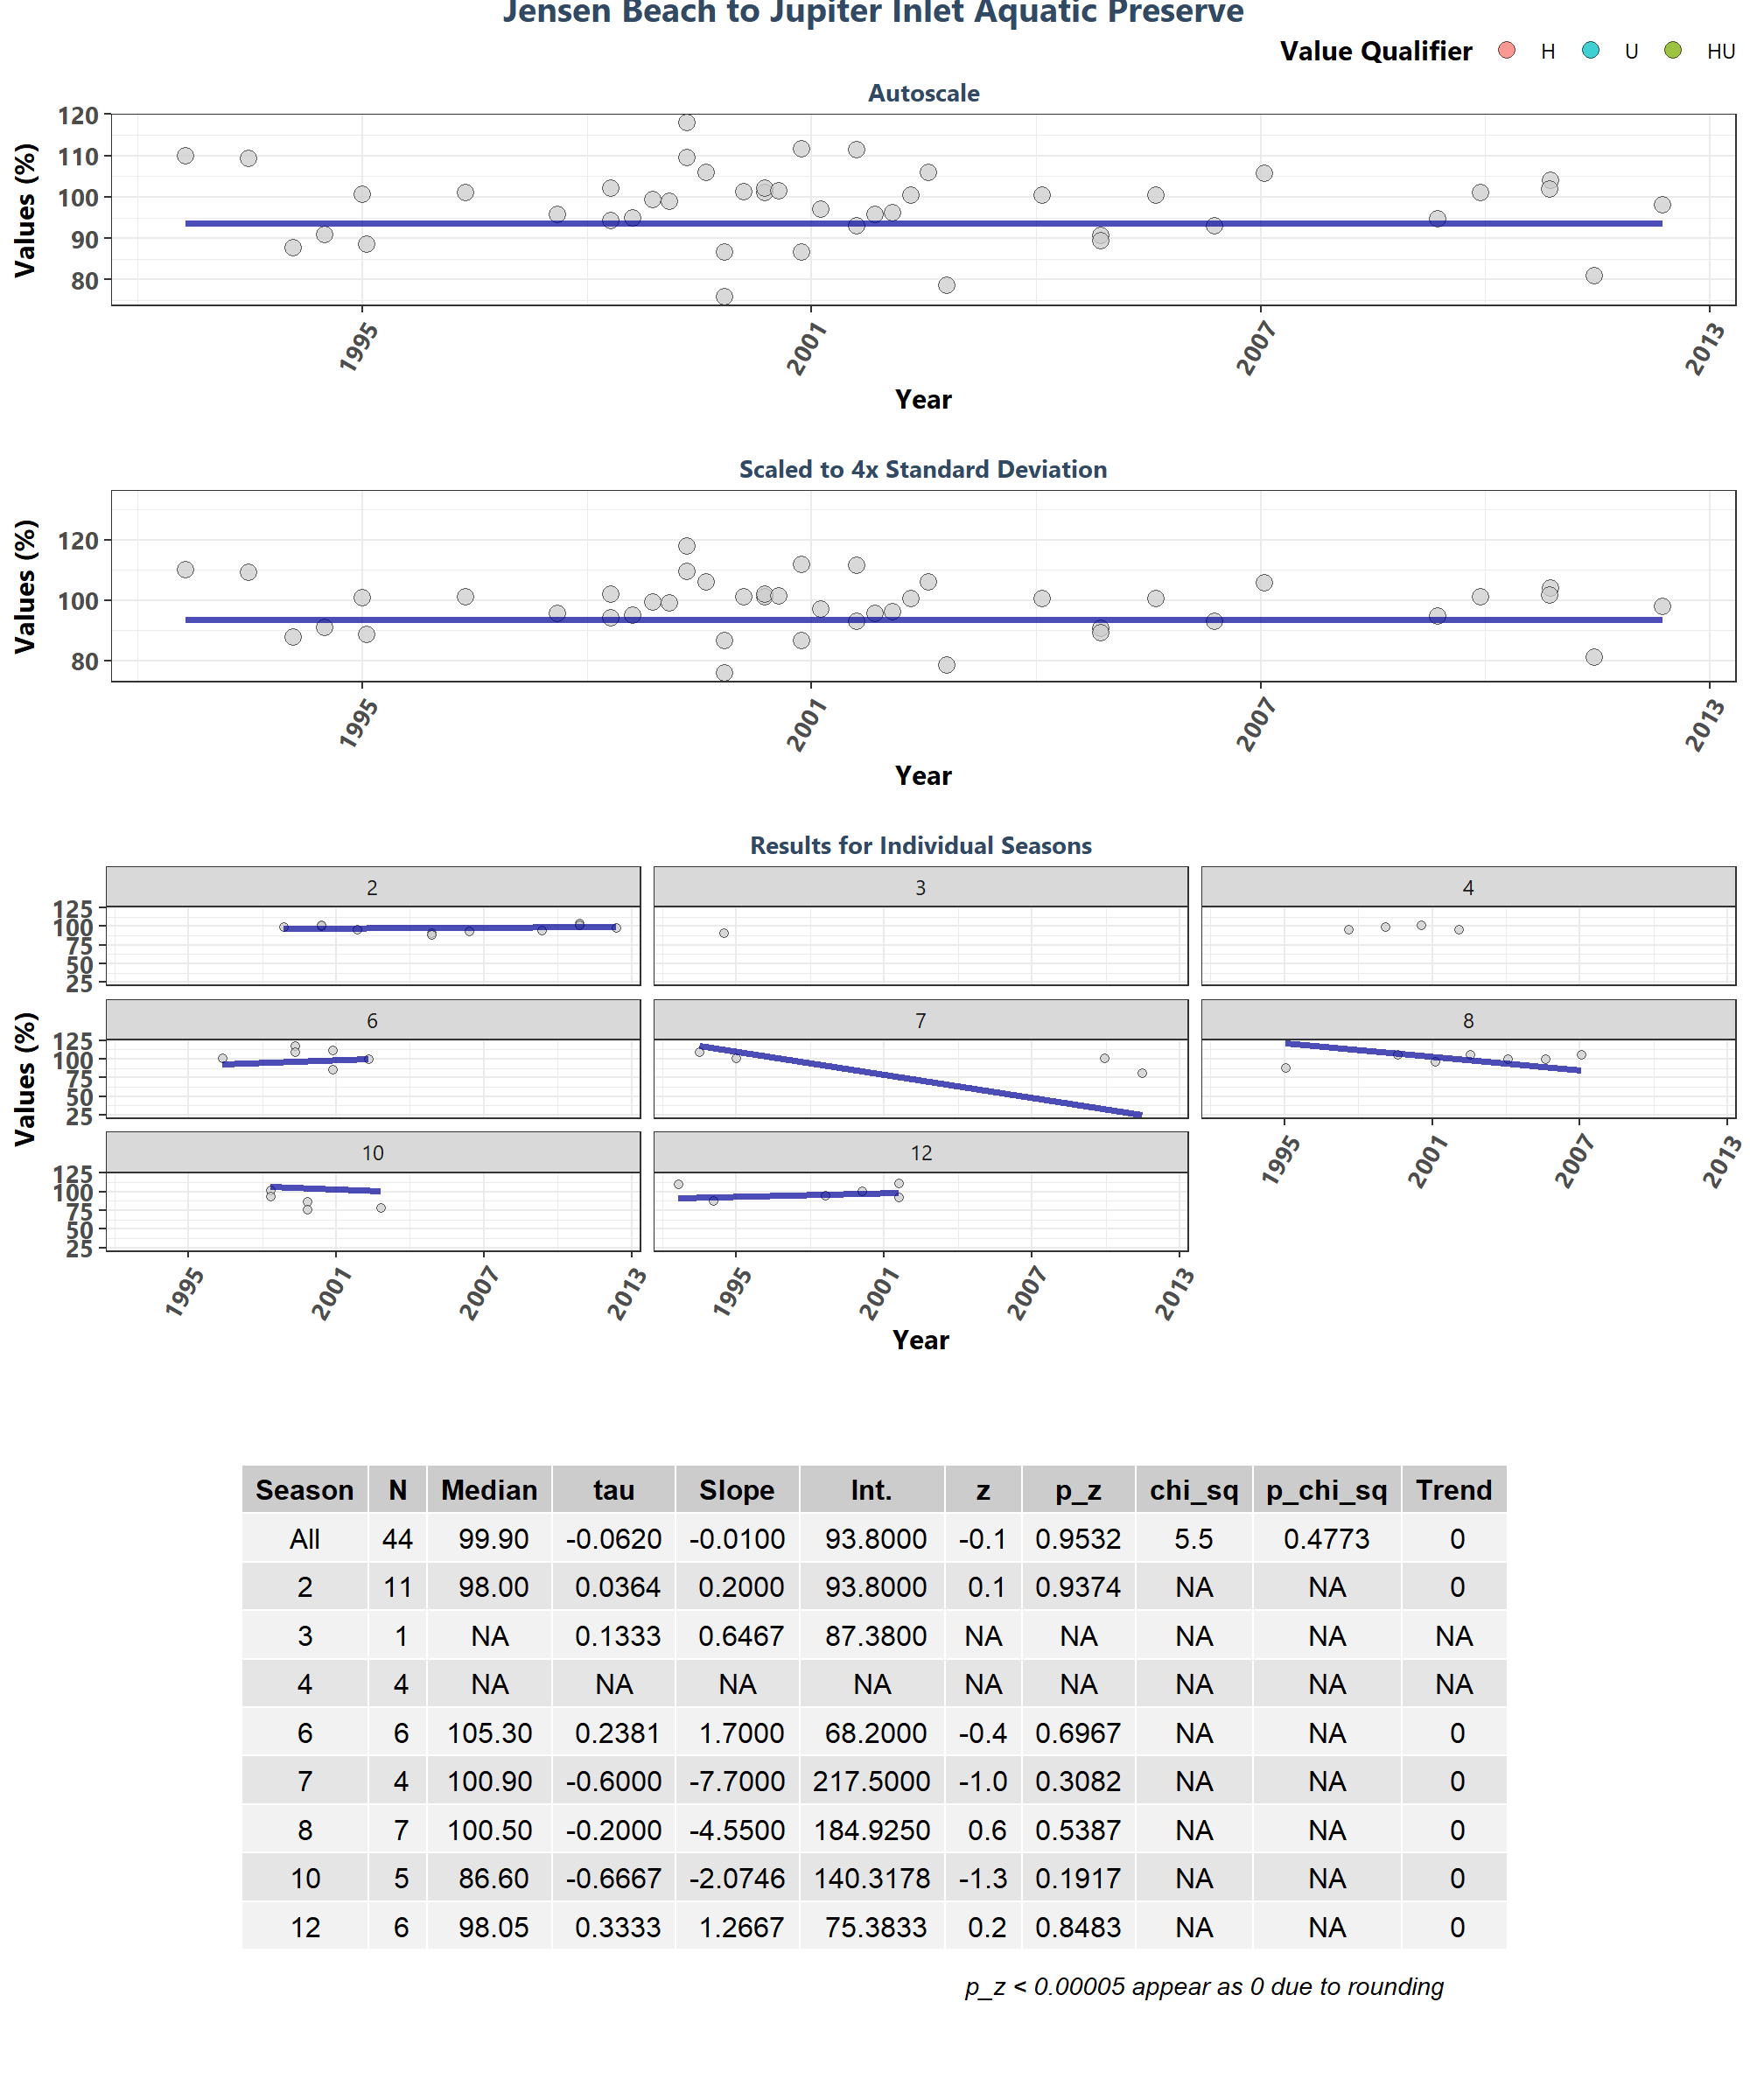 Jensen Beach to Jupiter Inlet Aquatic Preserve
Value Qualifier H U HU
Autoscale
Values (%)
120
110
100
90
80
1995 2001 2007 2013
Year
Scaled to 4x Standard Deviation
Values (%)
120
100
80
1995 2001 2007 2013
Year
Results for Individual Seasons
2 3 4
125
100
75
50
25
Values (%)
6 7 8
125
100
75
50
25
1995 2001 2007 2013
10 12
125
100
75
50
25
1995 2001 2007 2013 1995 2001 2007 2013
Year
Season N Median tau Slope Int. z p_z chi_sq p_chi_sq Trend
All 44 99.90 -0.0620 -0.0100 93.8000 -0.1 0.9532 5.5 0.4773 0
2 11 98.00 0.0364 0.2000 93.8000 0.1 0.9374 NA NA 0
3 1 NA 0.1333 0.6467 87.3800 NA NA NA NA NA
4 4 NA NA NA NA NA NA NA NA NA
6 6 105.30 0.2381 1.7000 68.2000 -0.4 0.6967 NA NA 0
7 4 100.90 -0.6000 -7.7000 217.5000 -1.0 0.3082 NA NA 0
8 7 100.50 -0.2000 -4.5500 184.9250 0.6 0.5387 NA NA 0
10 5 86.60 -0.6667 -2.0746 140.3178 -1.3 0.1917 NA NA 0
12 6 98.05 0.3333 1.2667 75.3833 0.2 0.8483 NA NA 0
p_z < 0.00005 appear as 0 due to rounding